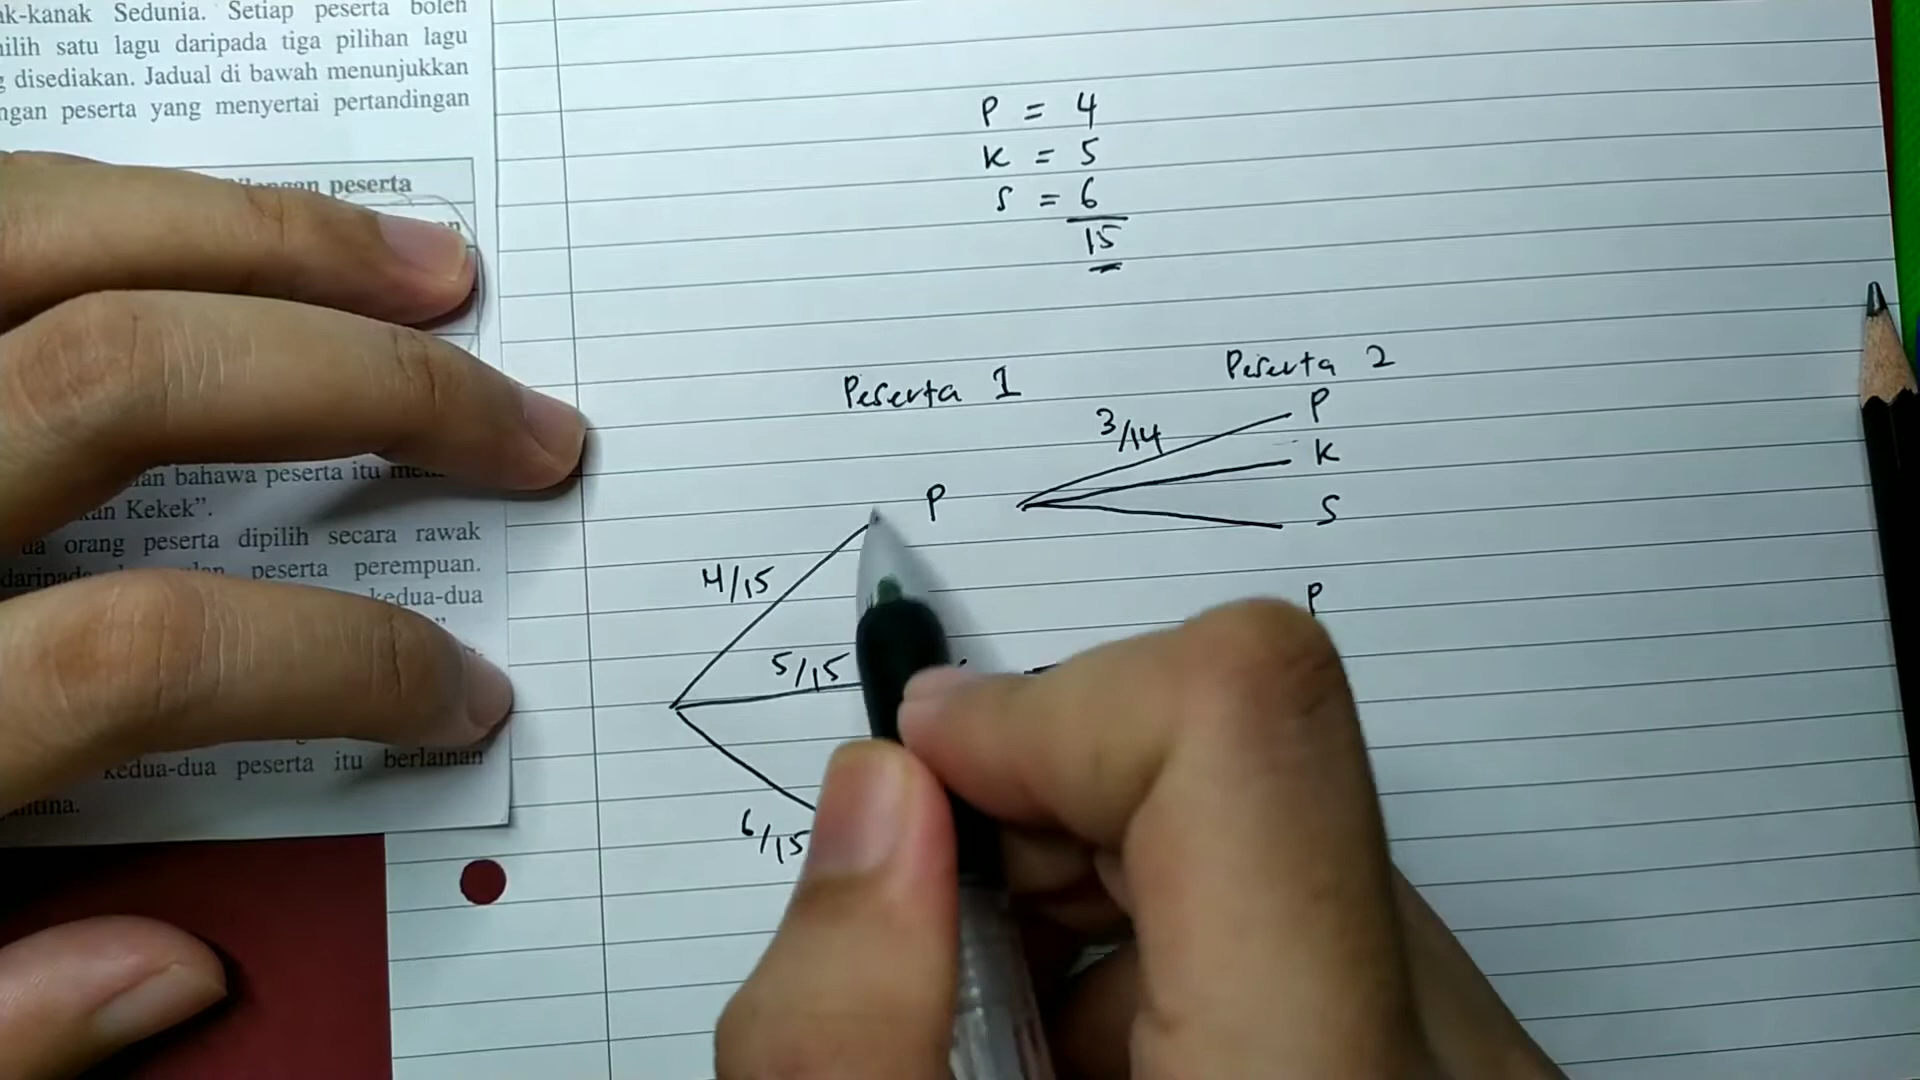 ak-kanak Sedunia. Setiap peserta boleh
ilih satu lagu daripada tiga pilihan lagu
disediakan. Jadual di bawah menunjukkan
ngan peserta yang menyertai pertandingan
peserta
an bahawa peserta itu
kan Kekek".
orang peserta dipilih secara rawak
peserta perempuan.
kedua-dua
"
kedua-dua peserta itu berlainan
P = 4
K = 5
S = 6
15
Peserta 1
Peserta 2
3/14
P
K
S
P
4/15
P
5/15
6/15